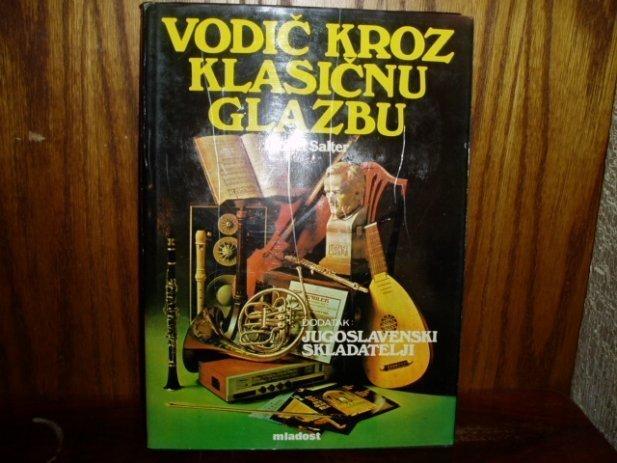 VODIČ KROZ
KLASIČNU
GLAZBU
Salter
DODATAK:
JUGOSLAVENSKI
SKLADATELJI
mladost